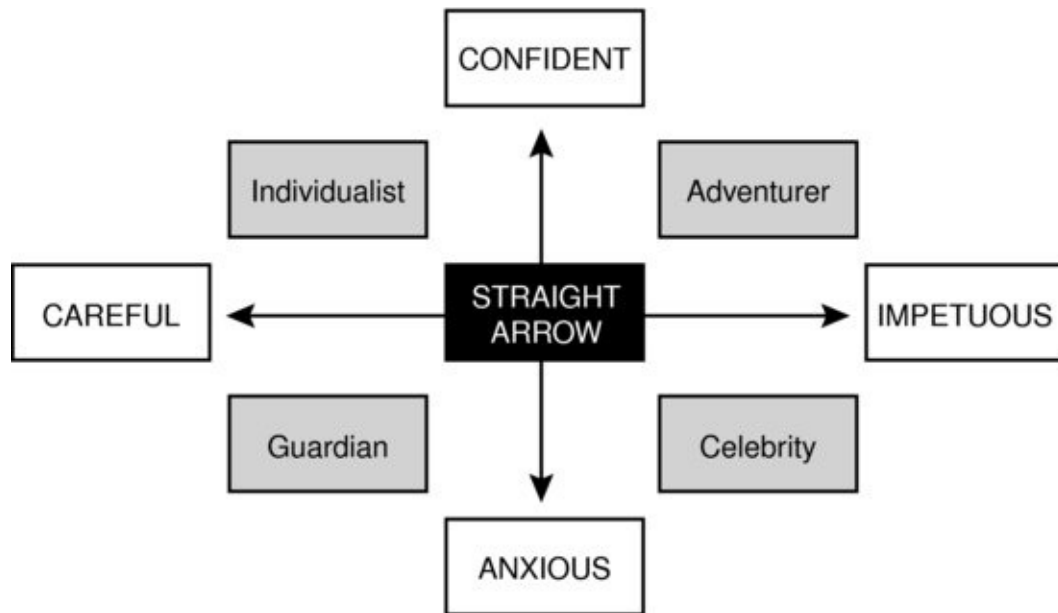 CONFIDENT
Individualist
Adventurer
CAREFUL
STRAIGHT
ARROW
IMPETUOUS
Guardian
Celebrity
ANXIOUS